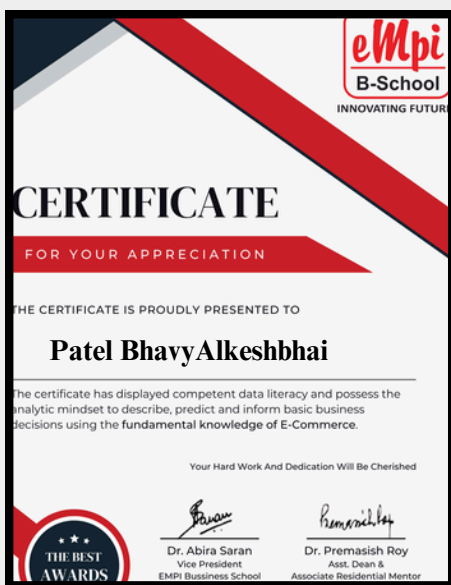 eMpi
B-School
INNOVATING FUTUR
CERTIFICATE
FOR YOUR APPRECIATION
THE CERTIFICATE IS PROUDLY PRESENTED TO
Patel BhavyAlkeshbhai
The certificate has displayed competent data literacy and possess the
analytic mindset to describe, predict and inform basic business
decisions using the fundamental knowledge of E-Commerce.
Your Hard Work And Dedication Will Be Cherished
Dr. Abira Saran
Vice President
EMPI Bussiness School
Dr. Premasish Roy
Asst. Dean &
Associate Residential Mentor
THE BEST
AWARDS